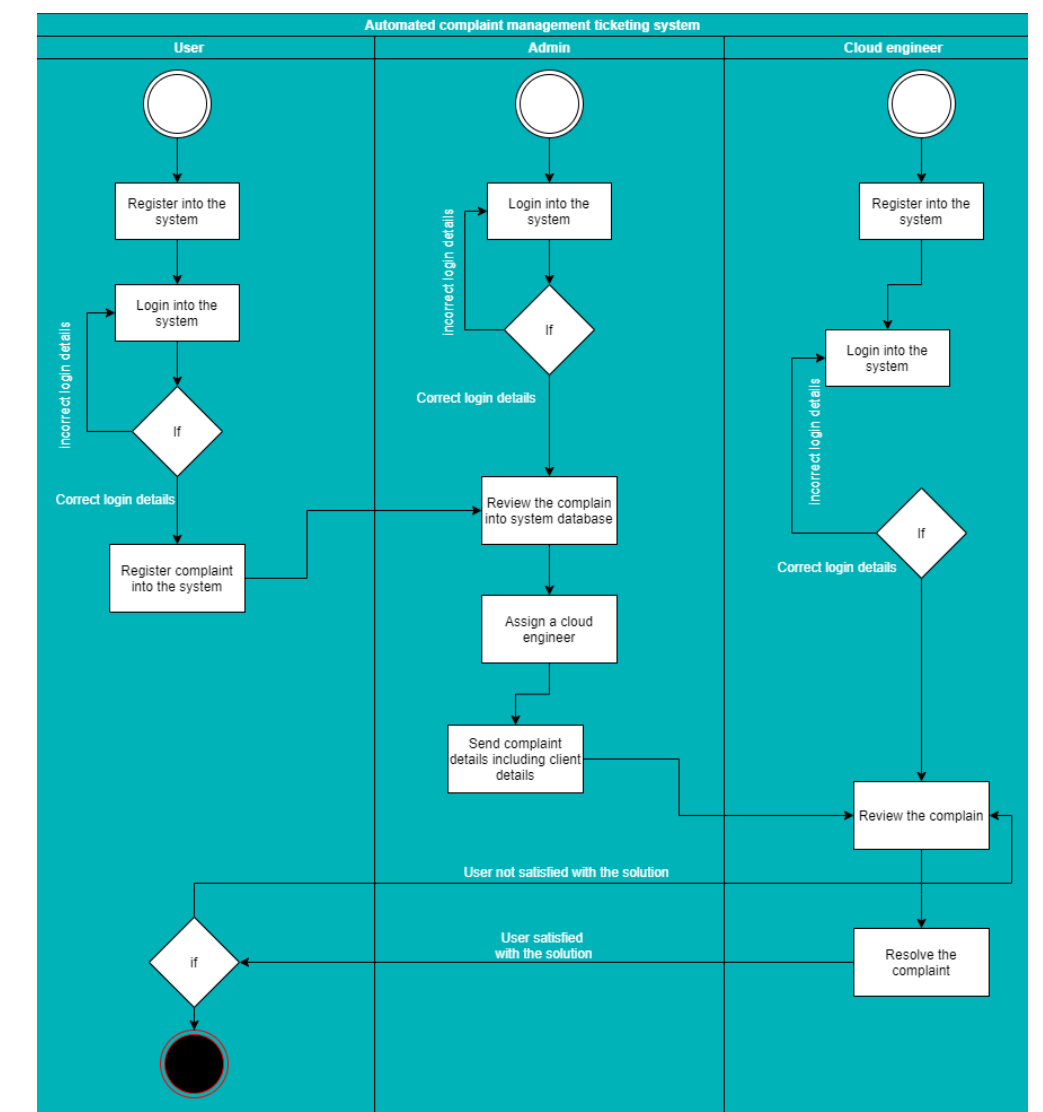 Automated complaint management ticketing system
User
Admin
Cloud engineer
Register into the
system
Login into the
system
Register into the
system
Login into the
system
If
incorrect login details
If
incorrect login details
Login into the
system
Incorrect login details
Correct login details
Correct login details
Review the complain
into system database
If
Correct login details
Register complaint
into the system
Assign a cloud
engineer
Send complaint
details including client
details
Review the complain
User not satisfied with the solution
User satisfied
with the solution
if
Resolve the
complaint